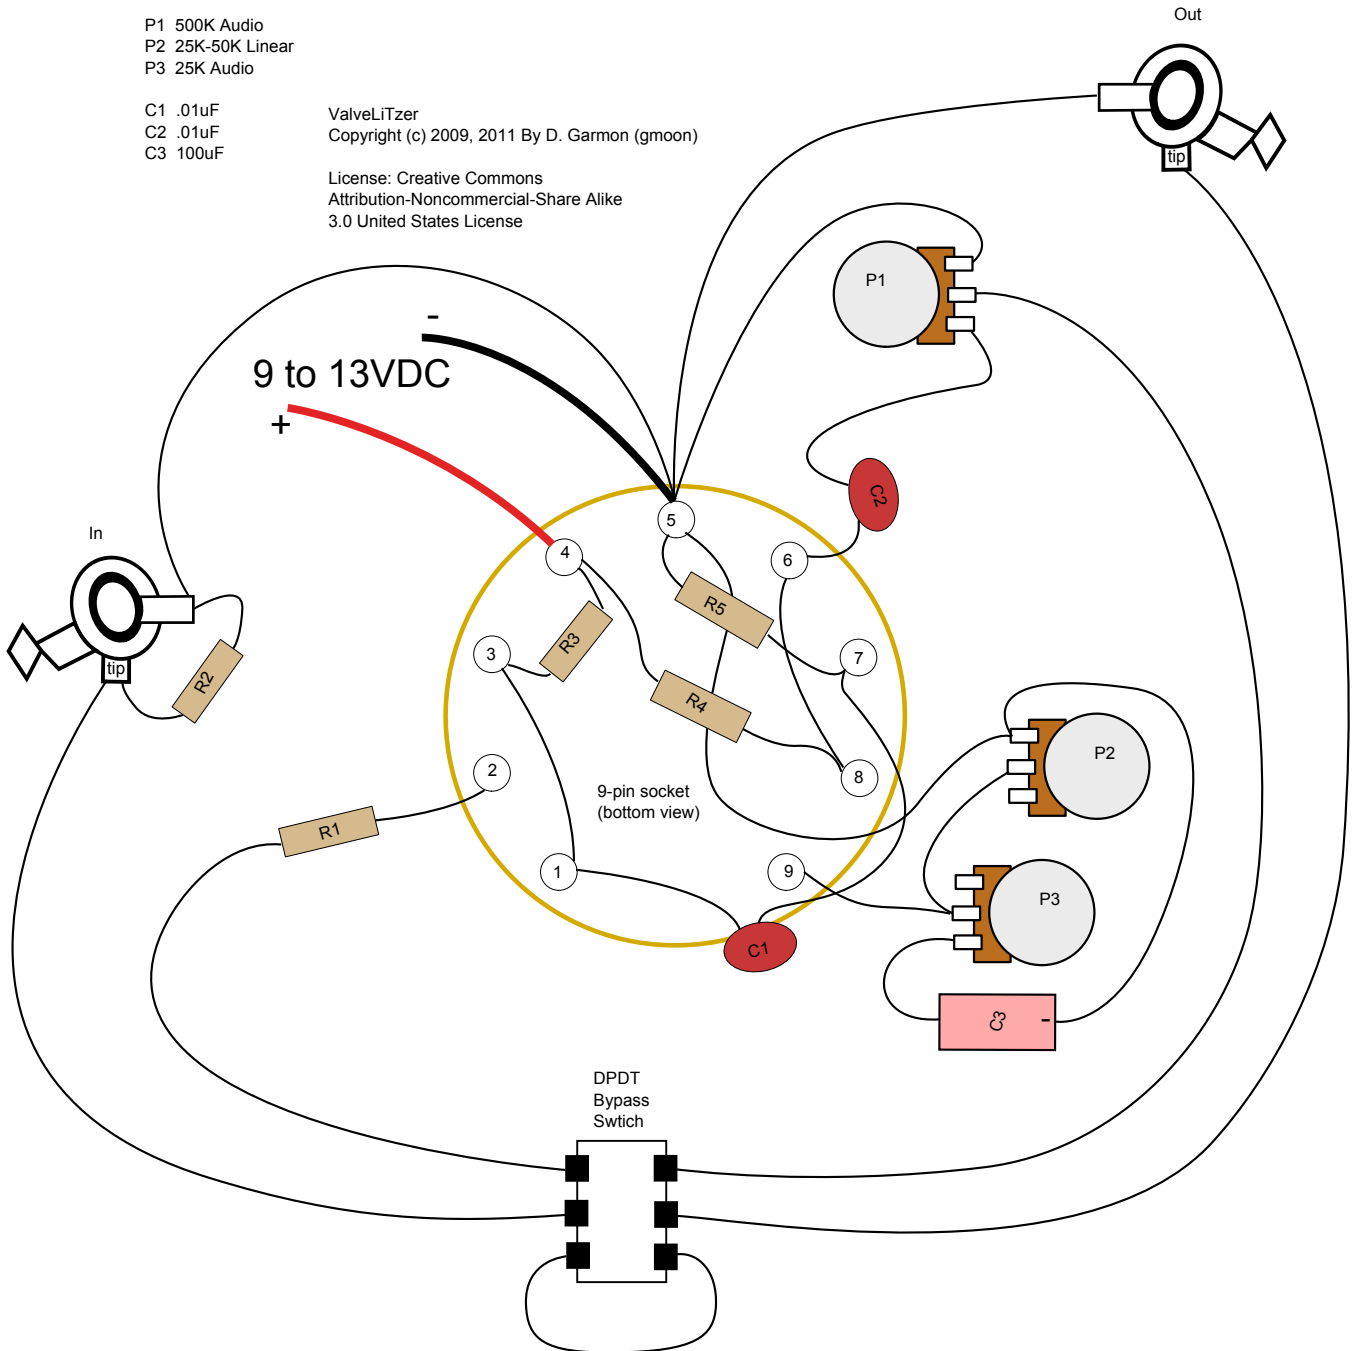 P1 500K Audio
P2 25K-50K Linear
P3 25K Audio
C1 .01uF
C2 .01uF
C3 100uF
ValveLiTzer
Copyright (c) 2009, 2011 By D. Garmon (gmoon)
License: Creative Commons
Attribution-Noncommercial-Share Alike
3.0 United States License
Out
tip
P1
-
9 to 13VDC
+
C2
In
tip
R2
5
4
6
R5
R3
3
7
R4
2
8
9-pin socket
(bottom view)
P2
R1
1
9
P3
C1
C3
-
DPDT
Bypass
Swtich